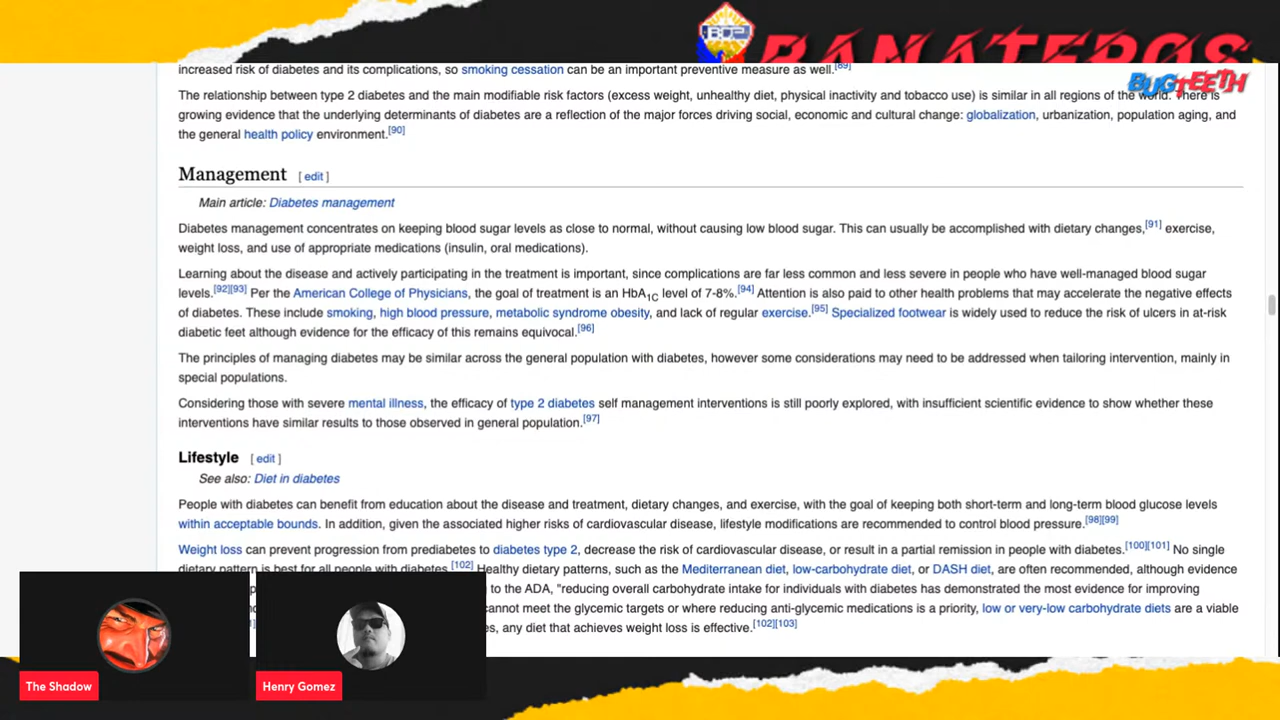 BANATEROS
BUGTEETH
increased risk of diabetes and its complications, so smoking cessation can be an important preventive measure as well.[89]
The relationship between type 2 diabetes and the main modifiable risk factors (excess weight, unhealthy diet, physical inactivity and tobacco use) is similar in all regions of the world. There is
growing evidence that the underlying determinants of diabetes are a reflection of the major forces driving social, economic and cultural change: globalization, urbanization, population aging, and
the general health policy environment.[90]
Management [ edit ]
Main article: Diabetes management
Diabetes management concentrates on keeping blood sugar levels as close to normal, without causing low blood sugar. This can usually be accomplished with dietary changes,[91] exercise,
weight loss, and use of appropriate medications (insulin, oral medications).
Learning about the disease and actively participating in the treatment is important, since complications are far less common and less severe in people who have well-managed blood sugar
levels.[92][93] Per the American College of Physicians, the goal of treatment is an HbA1C level of 7-8%.[94] Attention is also paid to other health problems that may accelerate the negative effects
of diabetes. These include smoking, high blood pressure, metabolic syndrome obesity, and lack of regular exercise.[95] Specialized footwear is widely used to reduce the risk of ulcers in at-risk
diabetic feet although evidence for the efficacy of this remains equivocal.[96]
The principles of managing diabetes may be similar across the general population with diabetes, however some considerations may need to be addressed when tailoring intervention, mainly in
special populations.
Considering those with severe mental illness, the efficacy of type 2 diabetes self management interventions is still poorly explored, with insufficient scientific evidence to show whether these
interventions have similar results to those observed in general population.[97]
Lifestyle [ edit ]
See also: Diet in diabetes
People with diabetes can benefit from education about the disease and treatment, dietary changes, and exercise, with the goal of keeping both short-term and long-term blood glucose levels
within acceptable bounds. In addition, given the associated higher risks of cardiovascular disease, lifestyle modifications are recommended to control blood pressure.[98][99]
Weight loss can prevent progression from prediabetes to diabetes type 2, decrease the risk of cardiovascular disease, or result in a partial remission in people with diabetes.[100][101] No single
dietary pattern is best for all people with diabetes.[102] Healthy dietary patterns, such as the Mediterranean diet, low-carbohydrate diet, or DASH diet, are often recommended, although evidence
to the ADA, "reducing overall carbohydrate intake for individuals with diabetes has demonstrated the most evidence for improving
cannot meet the glycemic targets or where reducing anti-glycemic medications is a priority, low or very-low carbohydrate diets are a viable
any diet that achieves weight loss is effective.[102][103]
The Shadow
Henry Gomez